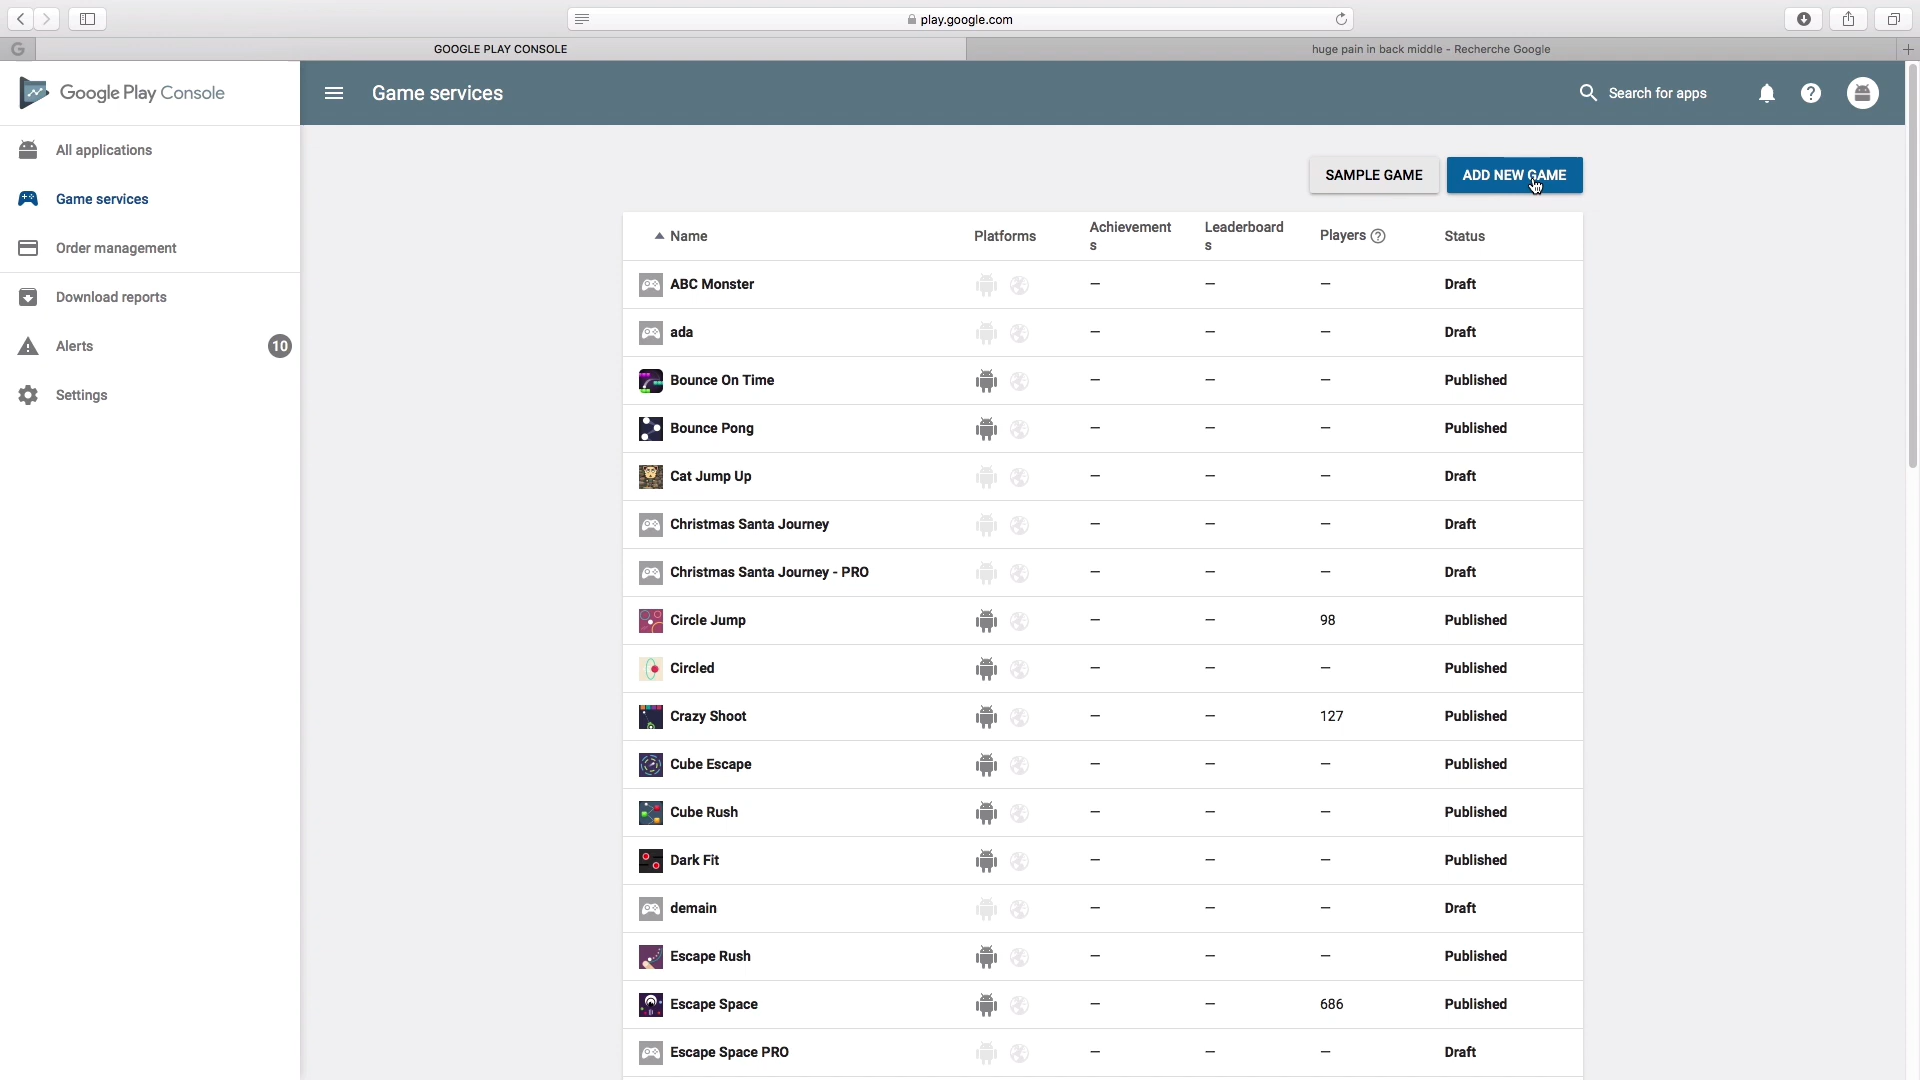 play.google.com
GOOGLE PLAY CONSOLE
huge pain in back middle - Recherche Google
G
Google Play Console
Game services
Search for apps
All applications
Game services
Order management
Download reports
Alerts
10
Settings
SAMPLE GAME
ADD NEW GAME
Name
Platforms
Achievement
s
Leaderboard
s
Players
Status
ABC Monster – – – Draft
ada – – – Draft
Bounce On Time – – – Published
Bounce Pong – – – Published
Cat Jump Up – – – Draft
Christmas Santa Journey – – – Draft
Christmas Santa Journey - PRO – – – Draft
Circle Jump – – 98 Published
Circled – – – Published
Crazy Shoot – – 127 Published
Cube Escape – – – Published
Cube Rush – – – Published
Dark Fit – – – Published
demain – – – Draft
Escape Rush – – – Published
Escape Space – – 686 Published
Escape Space PRO – – – Draft